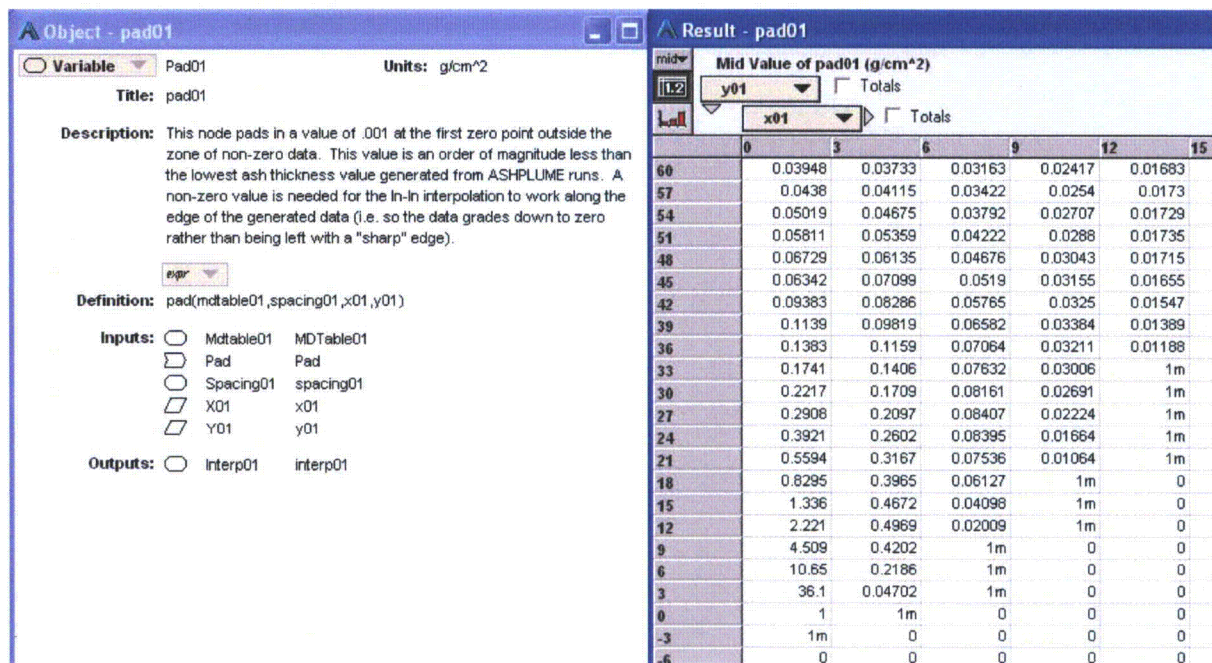 Object - pad01
Variable Pad01 Units: g/cm^2
Title: pad01
Description: This node pads in a value of .001 at the first zero point outside the
zone of non-zero data. This value is an order of magnitude less than
the lowest ash thickness value generated from ASHPLUME runs. A
non-zero value is needed for the ln-ln interpolation to work along the
edge of the generated data (i.e. so the data grades down to zero
rather than being left with a "sharp" edge).
expr
Definition: pad(mdtable01,spacing01,x01,y01)
Inputs: Mdtable01 MDTable01
Pad Pad
Spacing01 spacing01
X01 x01
Y01 y01
Outputs: Interp01 interp01
Result - pad01
mid Mid Value of pad01 (g/cm^2)
1.2 y01 Totals
x01 Totals
0 3 6 9 12 15
60 0.03948 0.03733 0.03163 0.02417 0.01683
57 0.0438 0.04115 0.03422 0.0254 0.0173
54 0.05019 0.04675 0.03792 0.02707 0.01729
51 0.05811 0.05359 0.04222 0.0288 0.01735
48 0.06729 0.06135 0.04676 0.03043 0.01715
45 0.06342 0.07099 0.0519 0.03155 0.01655
42 0.09383 0.08286 0.05765 0.0325 0.01547
39 0.1139 0.09819 0.06582 0.03384 0.01389
36 0.1383 0.1159 0.07064 0.03211 0.01188
33 0.1741 0.1406 0.07632 0.03006 1m
30 0.2217 0.1709 0.08161 0.02691 1m
27 0.2908 0.2097 0.08407 0.02224 1m
24 0.3921 0.2602 0.08395 0.01664 1m
21 0.5594 0.3167 0.07536 0.01064 1m
18 0.8295 0.3965 0.06127 1m 0
15 1.336 0.4672 0.04098 1m 0
12 2.221 0.4969 0.02009 1m 0
9 4.509 0.4202 1m 0 0
6 10.65 0.2186 1m 0 0
3 36.1 0.04702 1m 0 0
0 1 1m 0 0 0
-3 1m 0 0 0 0
-6 0 0 0 0 0